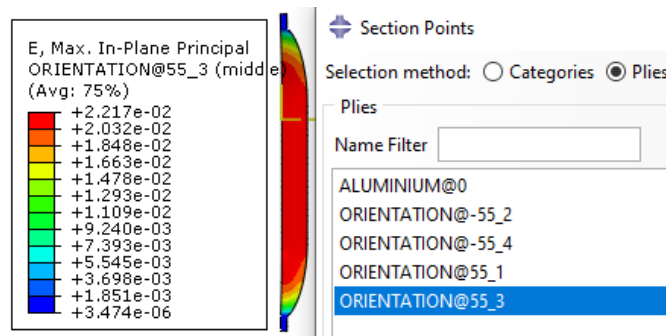 E, Max. In-Plane Principal
ORIENTATION@55_3 (middle)
(Avg: 75%)
+2.217e-02
+2.032e-02
+1.848e-02
+1.663e-02
+1.478e-02
+1.293e-02
+1.109e-02
+9.240e-03
+7.393e-03
+5.545e-03
+3.698e-03
+1.851e-03
+3.474e-06
Section Points
Selection method: Categories Plies
Plies
Name Filter
ALUMINIUM@0
ORIENTATION@-55_2
ORIENTATION@-55_4
ORIENTATION@55_1
ORIENTATION@55_3